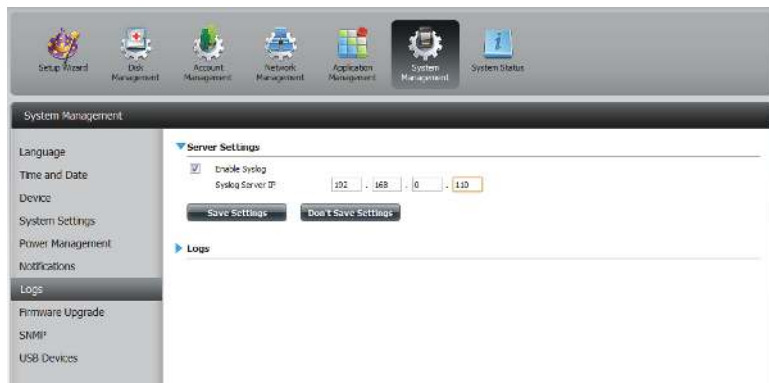 Setup Wizard
Disk Management
Account Management
Network Management
Application Management
System Management
System Status
System Management
Language
Time and Date
Device
System Settings
Power Management
Notifications
Logs
Firmware Upgrade
SNMP
USB Devices
Server Settings
Enable Syslog
Syslog Server IP 192 . 168 . 0 . 110
Save Settings Don't Save Settings
Logs